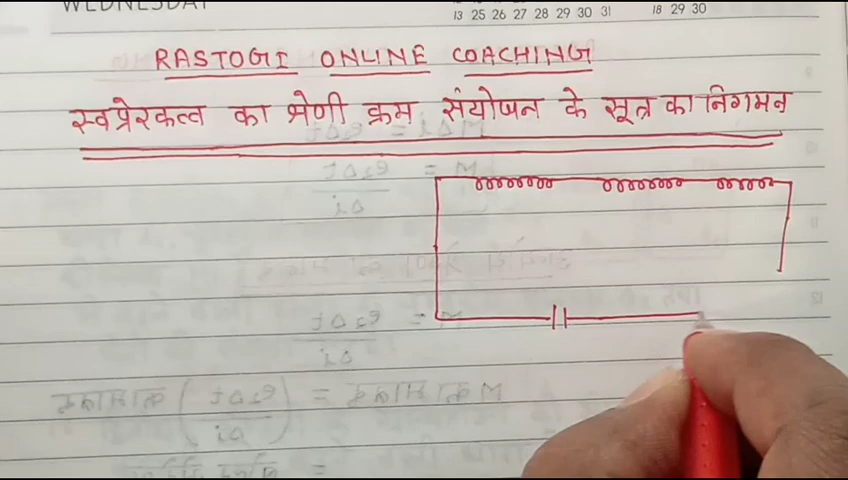 WEDNESDAY
13 25 26 27 28 29 30 31 18 29 30
RASTOGI ONLINE COACHING
स्वप्रेरकत्व का श्रेणी क्रम संयोजन के सूत्र का निगमन